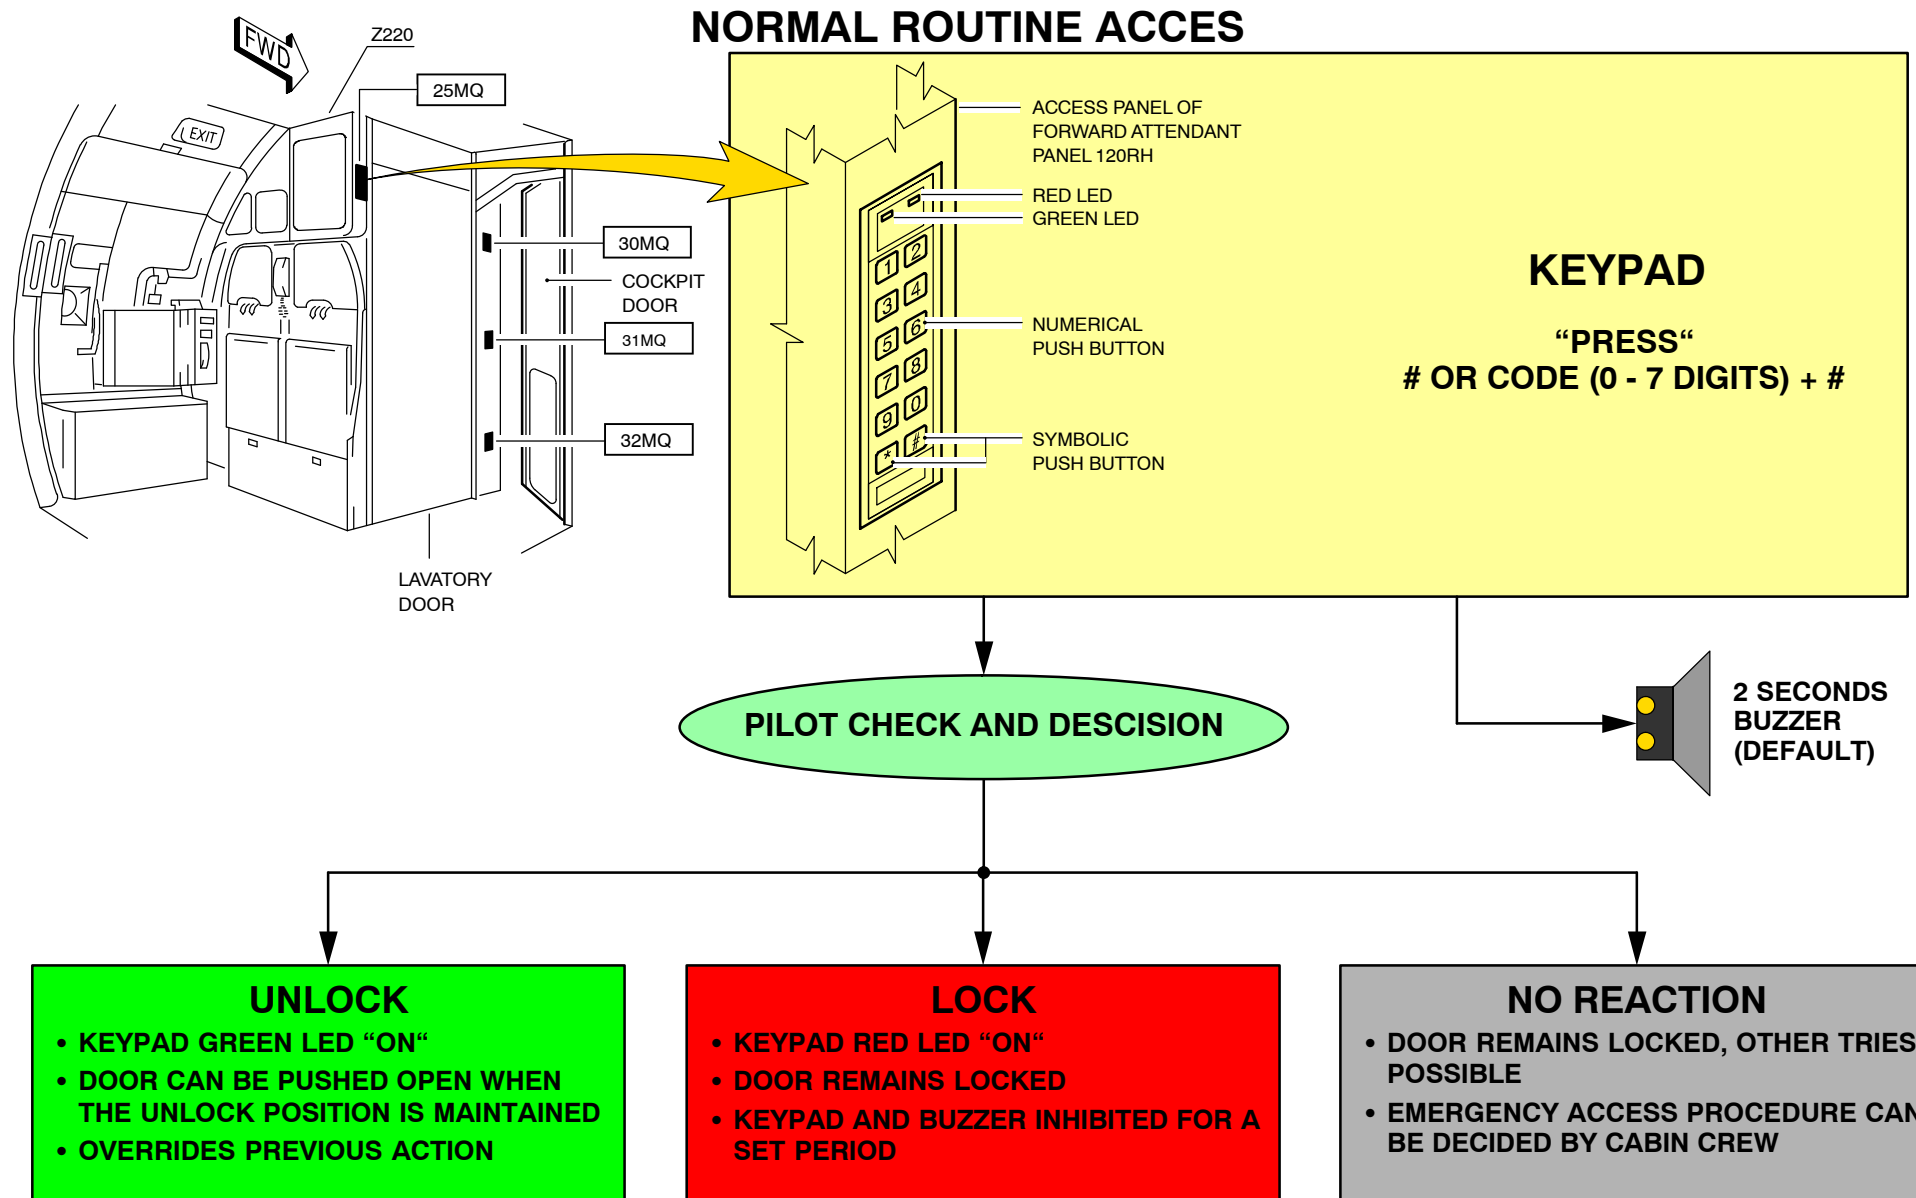 NORMAL ROUTINE ACCES
FWD
Z220
25MQ
EXIT
30MQ
COCKPIT
DOOR
31MQ
32MQ
LAVATORY
DOOR
ACCESS PANEL OF
FORWARD ATTENDANT
PANEL 120RH
RED LED
GREEN LED
1 2
3 4
5 6
7 8
9 0
* #
NUMERICAL
PUSH BUTTON
SYMBOLIC
PUSH BUTTON
KEYPAD
“PRESS“
# OR CODE (0 - 7 DIGITS) + #
PILOT CHECK AND DESCISION
2 SECONDS
BUZZER
(DEFAULT)
UNLOCK
• KEYPAD GREEN LED “ON“
• DOOR CAN BE PUSHED OPEN WHEN
THE UNLOCK POSITION IS MAINTAINED
• OVERRIDES PREVIOUS ACTION
LOCK
• KEYPAD RED LED “ON“
• DOOR REMAINS LOCKED
• KEYPAD AND BUZZER INHIBITED FOR A
SET PERIOD
NO REACTION
• DOOR REMAINS LOCKED, OTHER TRIES
POSSIBLE
• EMERGENCY ACCESS PROCEDURE CAN
BE DECIDED BY CABIN CREW